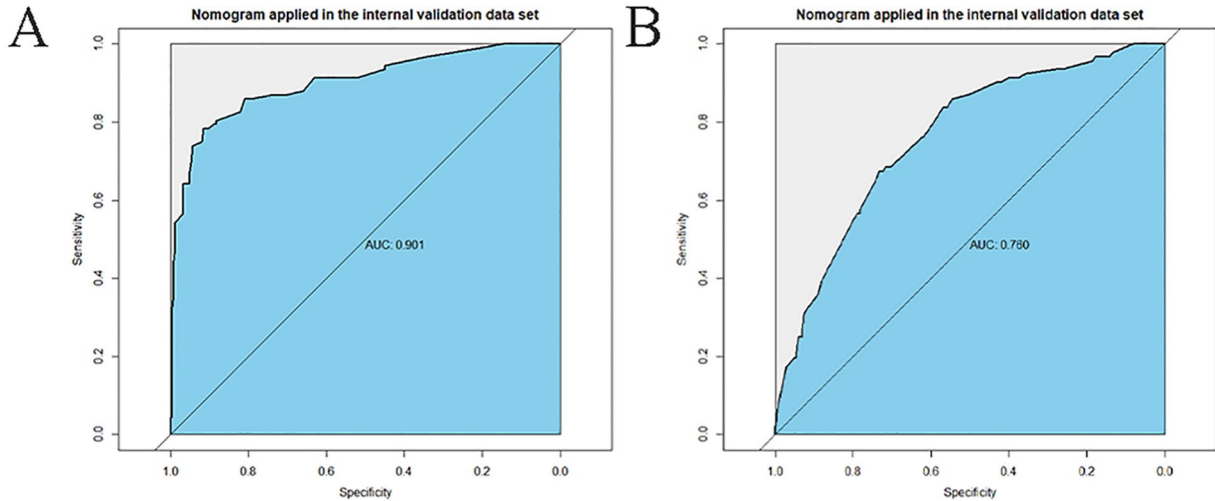 A
Nomogram applied in the internal validation data set
Sensitivity
1.0
0.8
0.6
0.4
0.2
0.0
AUC: 0.901
1.0 0.8 0.6 0.4 0.2 0.0
Specificity
B
Nomogram applied in the internal validation data set
Sensitivity
1.0
0.8
0.6
0.4
0.2
0.0
AUC: 0.760
1.0 0.8 0.6 0.4 0.2 0.0
Specificity